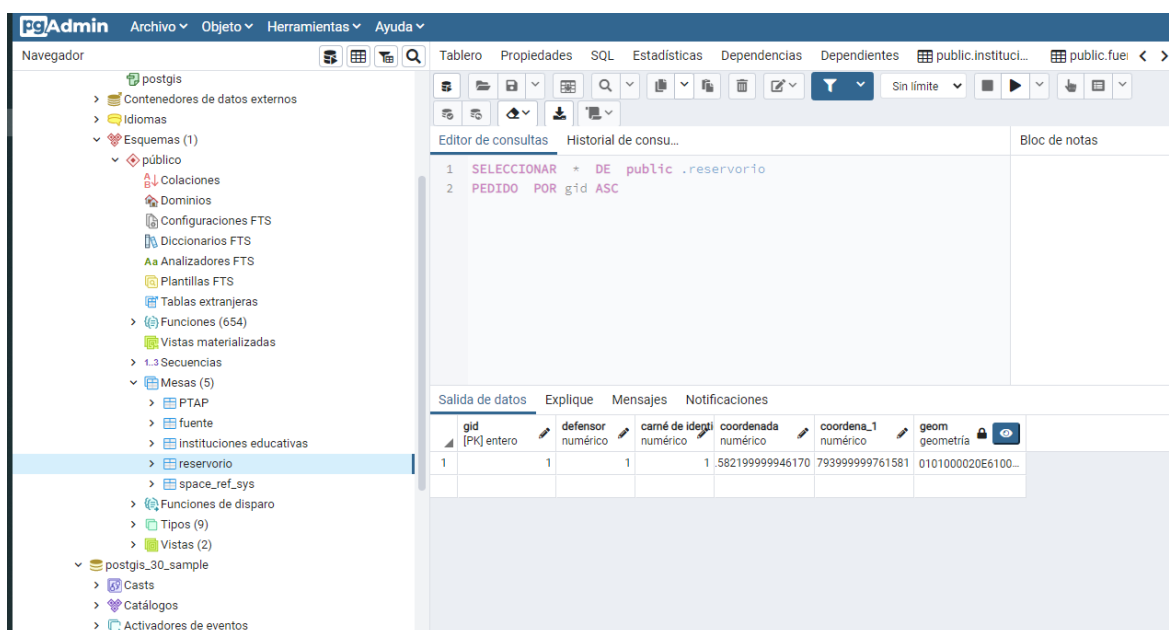 pgAdmin Archivo Objeto Herramientas Ayuda
Navegador
postgis
Contenedores de datos externos
Idiomas
Esquemas (1)
público
Colaciones
Dominios
Configuraciones FTS
Diccionarios FTS
Aa Analizadores FTS
Plantillas FTS
Tablas extranjeras
Funciones (654)
Vistas materializadas
1..3 Secuencias
Mesas (5)
PTAP
fuente
instituciones educativas
reservorio
space_ref_sys
Funciones de disparo
Tipos (9)
Vistas (2)
postgis_30_sample
Casts
Catálogos
Activadores de eventos
Tablero Propiedades SQL Estadísticas Dependencias Dependientes public.instituci... public.fuer
Sin límite
Editor de consultas Historial de consu... Bloc de notas
1 SELECCIONAR * DE public .reservorio
2 PEDIDO POR gid ASC
Salida de datos Explique Mensajes Notificaciones
gid defensor carné de identi coordenada coordena_1 geom
[PK] entero numérico numérico numérico numérico geometría
1 1 1 1 .582199999946170 793999999761581 0101000020E6100...